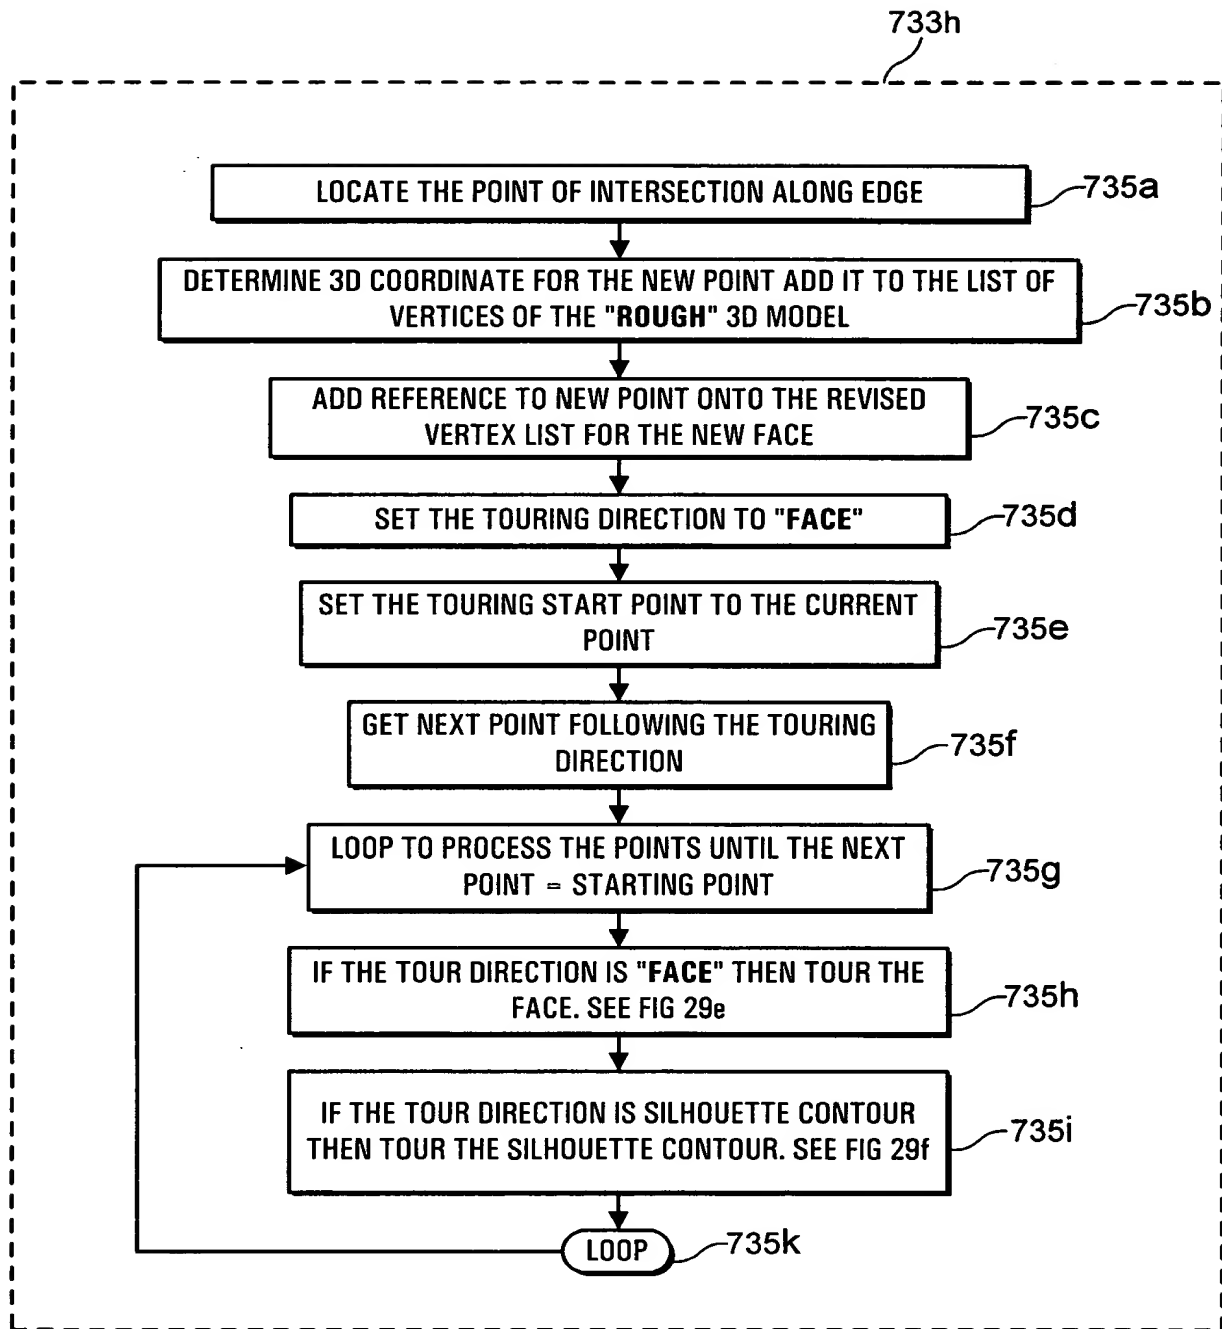 733h
LOCATE THE POINT OF INTERSECTION ALONG EDGE
735a
DETERMINE 3D COORDINATE FOR THE NEW POINT ADD IT TO THE LIST OF
VERTICES OF THE "ROUGH" 3D MODEL
735b
ADD REFERENCE TO NEW POINT ONTO THE REVISED
VERTEX LIST FOR THE NEW FACE
735c
SET THE TOURING DIRECTION TO "FACE"
735d
SET THE TOURING START POINT TO THE CURRENT
POINT
735e
GET NEXT POINT FOLLOWING THE TOURING
DIRECTION
735f
LOOP TO PROCESS THE POINTS UNTIL THE NEXT
POINT = STARTING POINT
735g
IF THE TOUR DIRECTION IS "FACE" THEN TOUR THE
FACE. SEE FIG 29e
735h
IF THE TOUR DIRECTION IS SILHOUETTE CONTOUR
THEN TOUR THE SILHOUETTE CONTOUR. SEE FIG 29f
735i
LOOP
735k